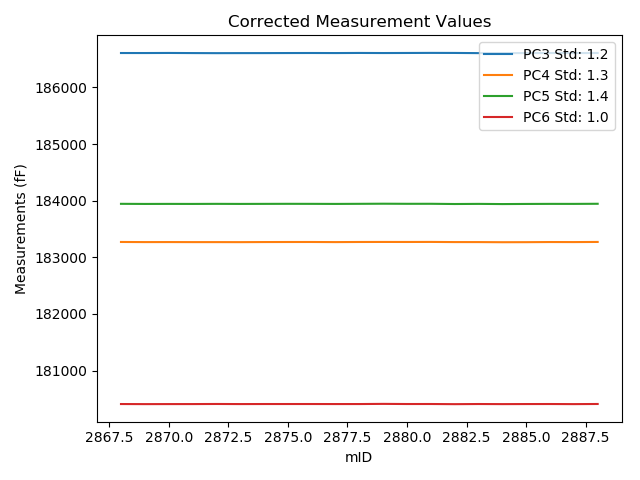 Corrected Measurement Values
PC3 Std: 1.2
PC4 Std: 1.3
PC5 Std: 1.4
PC6 Std: 1.0
Measurements (fF)
186000
185000
184000
183000
182000
181000
2867.5 2870.0 2872.5 2875.0 2877.5 2880.0 2882.5 2885.0 2887.5
mID